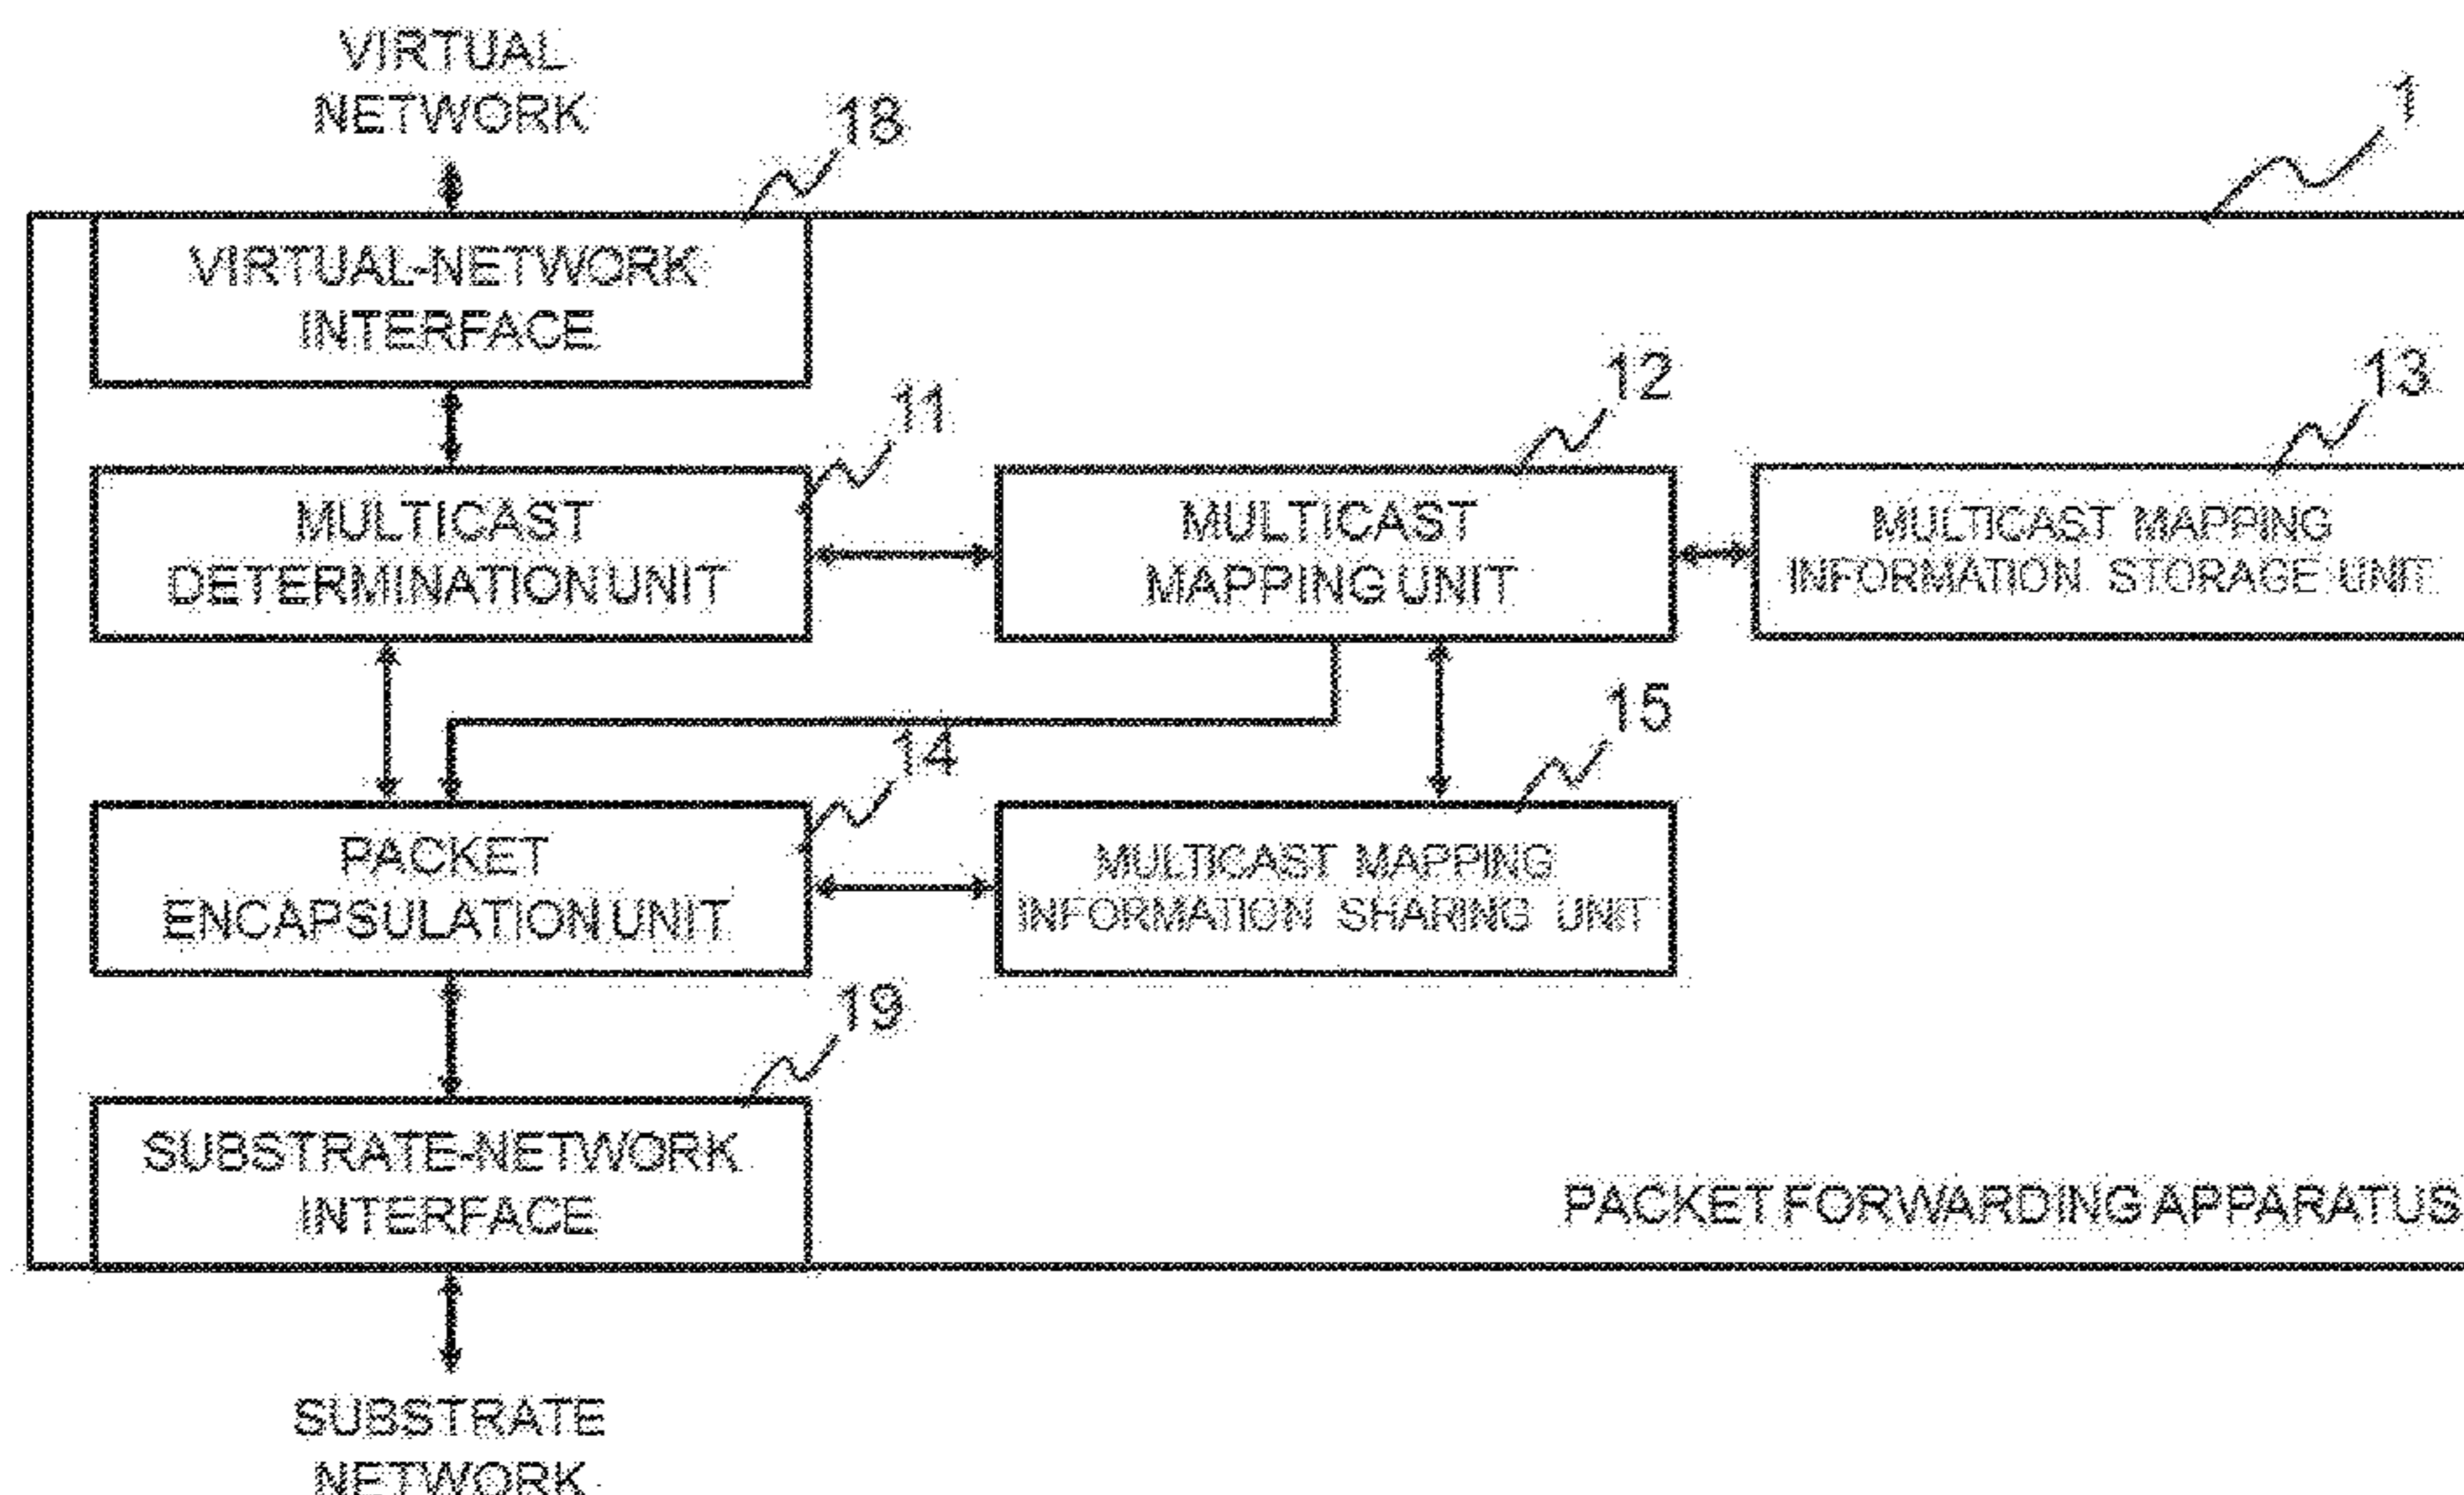 VIRTUAL
NETWORK
18
1
VIRTUAL-NETWORK
INTERFACE
11
12
13
MULTICAST
DETERMINATION UNIT
MULTICAST
MAPPING UNIT
MULTICAST MAPPING
INFORMATION STORAGE UNIT
14
15
PACKET
ENCAPSULATION UNIT
MULTICAST MAPPING
INFORMATION SHARING UNIT
19
SUBSTRATE-NETWORK
INTERFACE
PACKET FORWARDING APPARATUS
SUBSTRATE
NETWORK